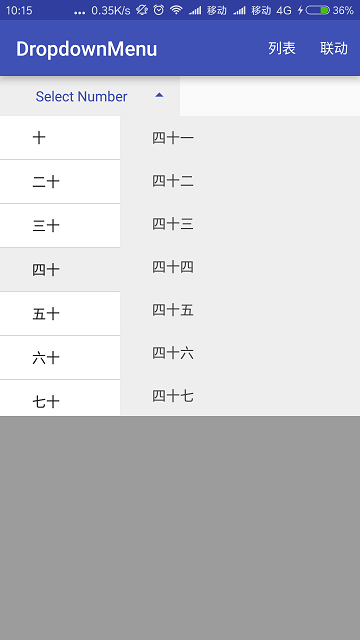 10:15 ... 0.35K/s 移动 移动 4G 36%
DropdownMenu 列表 联动
Select Number
十 四十一
二十 四十二
三十 四十三
四十 四十四
五十 四十五
六十 四十六
七十 四十七